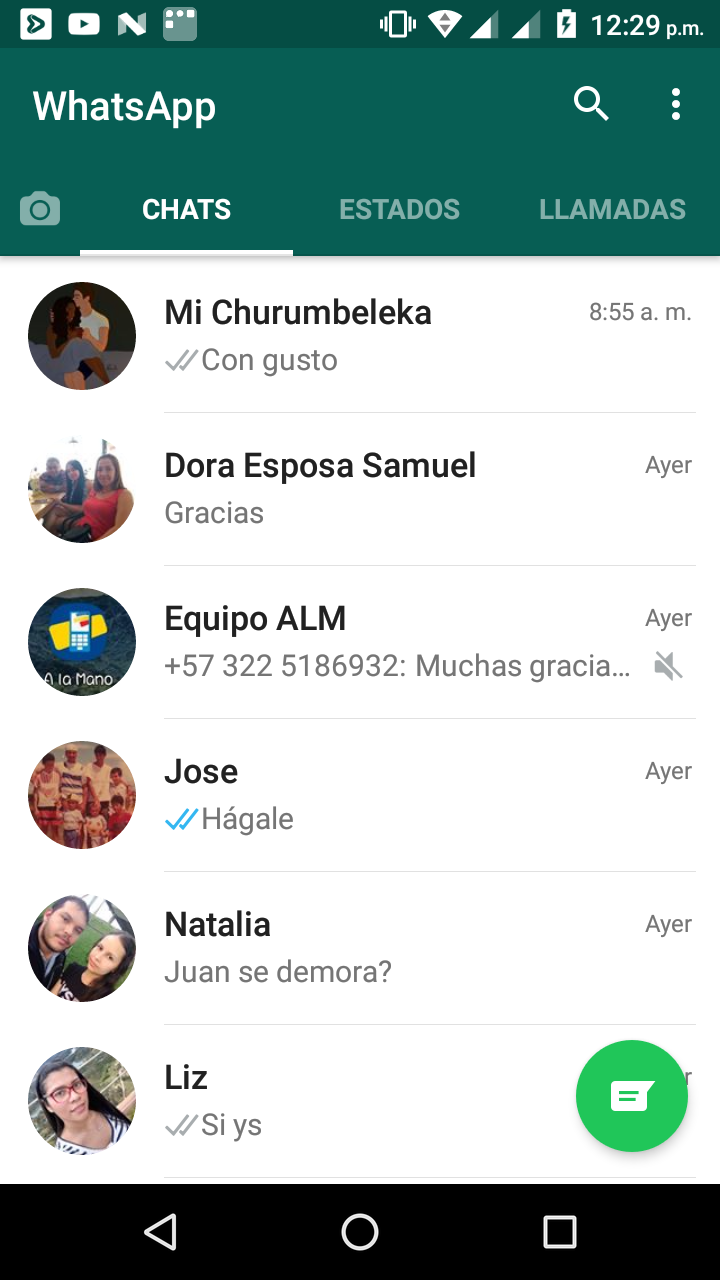 12:29 p.m.
WhatsApp
CHATS ESTADOS LLAMADAS
Mi Churumbeleka 8:55 a. m.
Con gusto
Dora Esposa Samuel Ayer
Gracias
Equipo ALM Ayer
+57 322 5186932: Muchas gracia...
A la Mano
Jose Ayer
Hágale
Natalia Ayer
Juan se demora?
Liz
Si ys